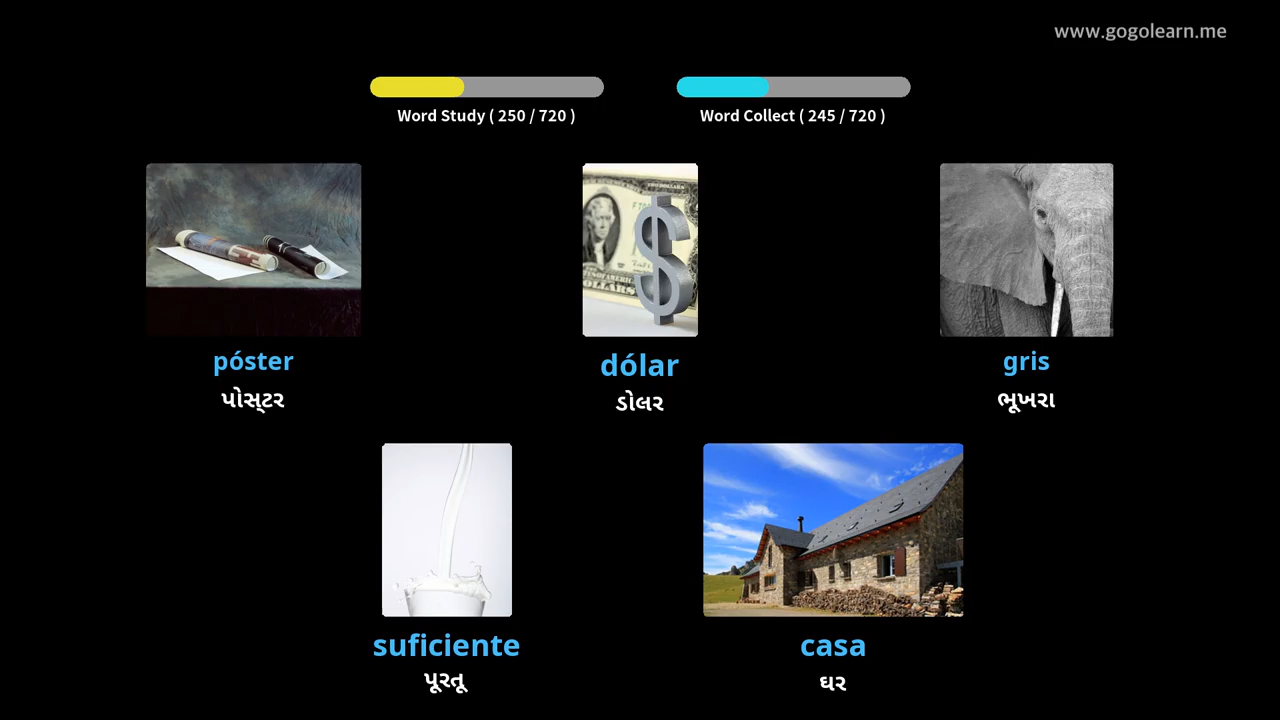 www.gogolearn.me
Word Study ( 250 / 720 )
Word Collect ( 245 / 720 )
póster
dólar
gris
પોસ્ટર
ડોલર
ભૂખરા
suficiente
casa
પૂરતૂ
ઘર